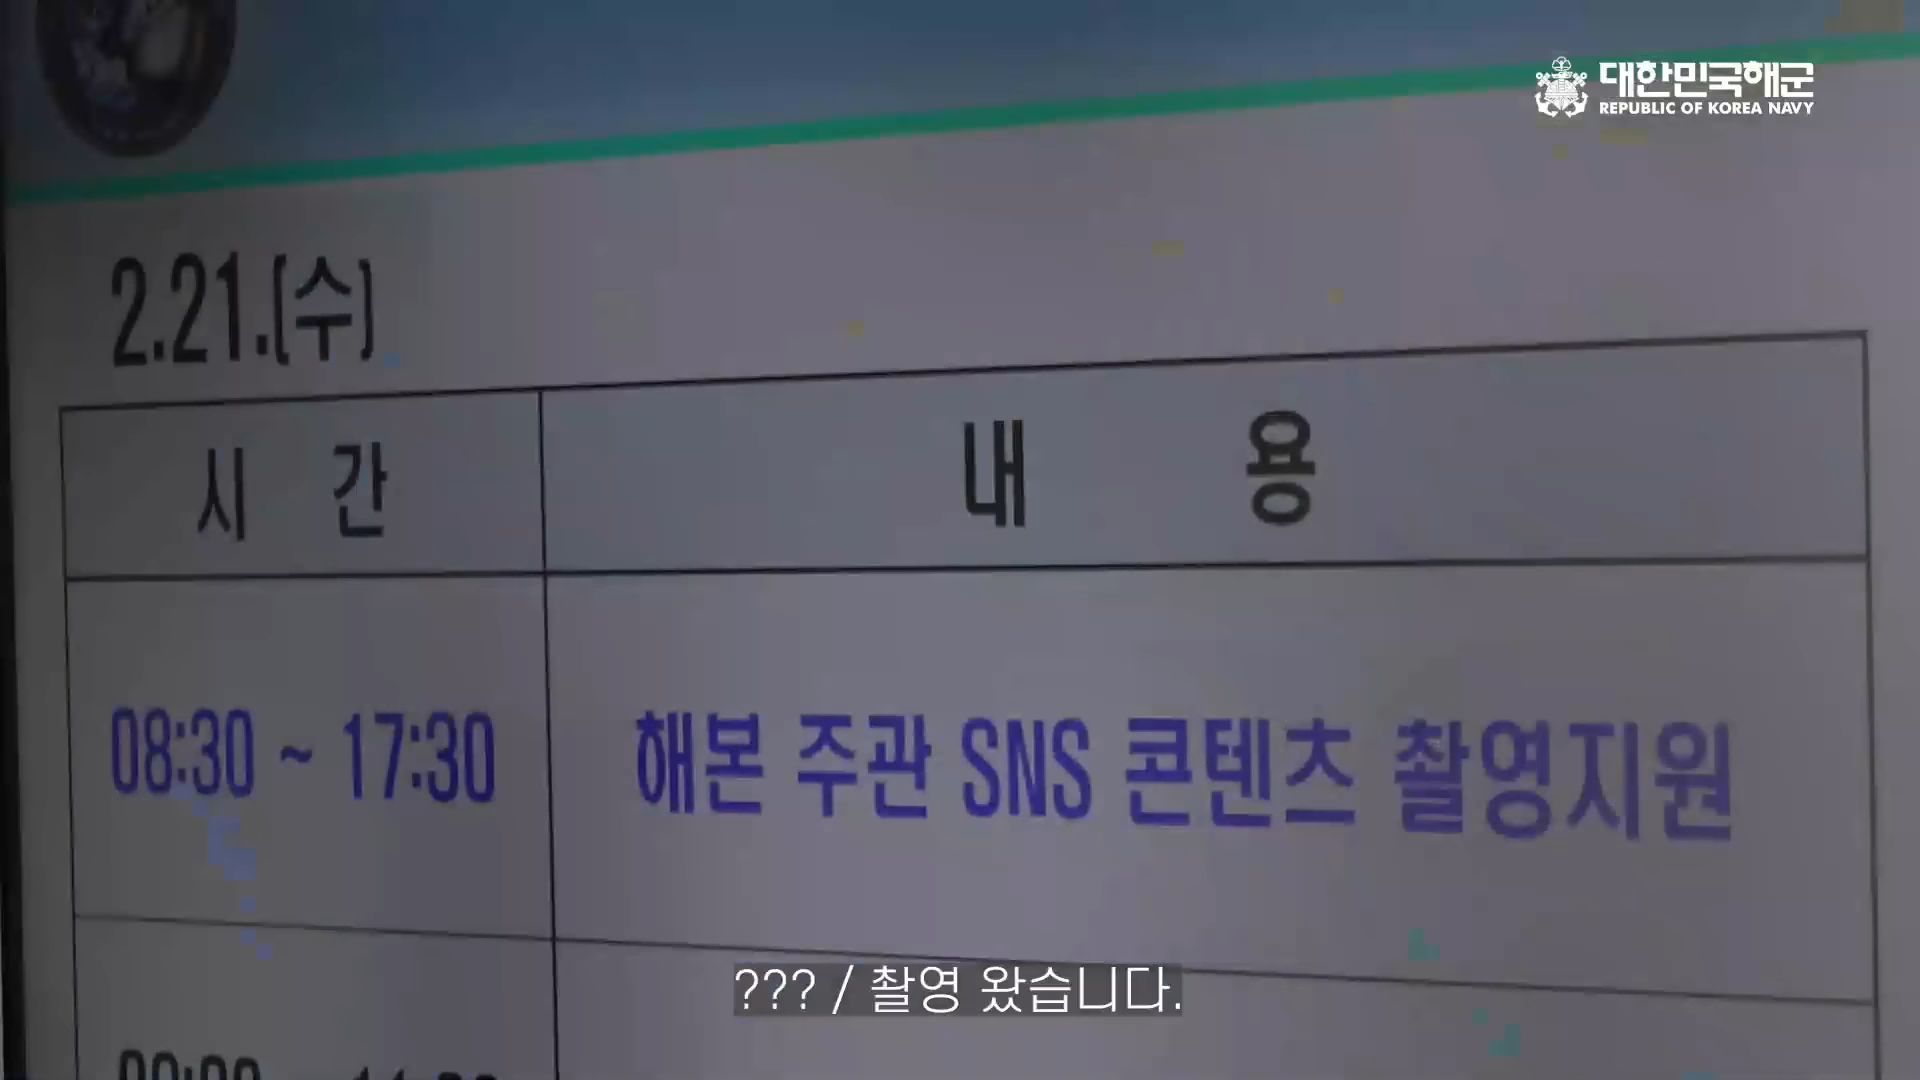 대한민국해군
REPUBLIC OF KOREA NAVY
2.21.(수)
시 간
내 용
08:30 ~ 17:30
해본 주관 SNS 콘텐츠 촬영지원
??? / 촬영 왔습니다.